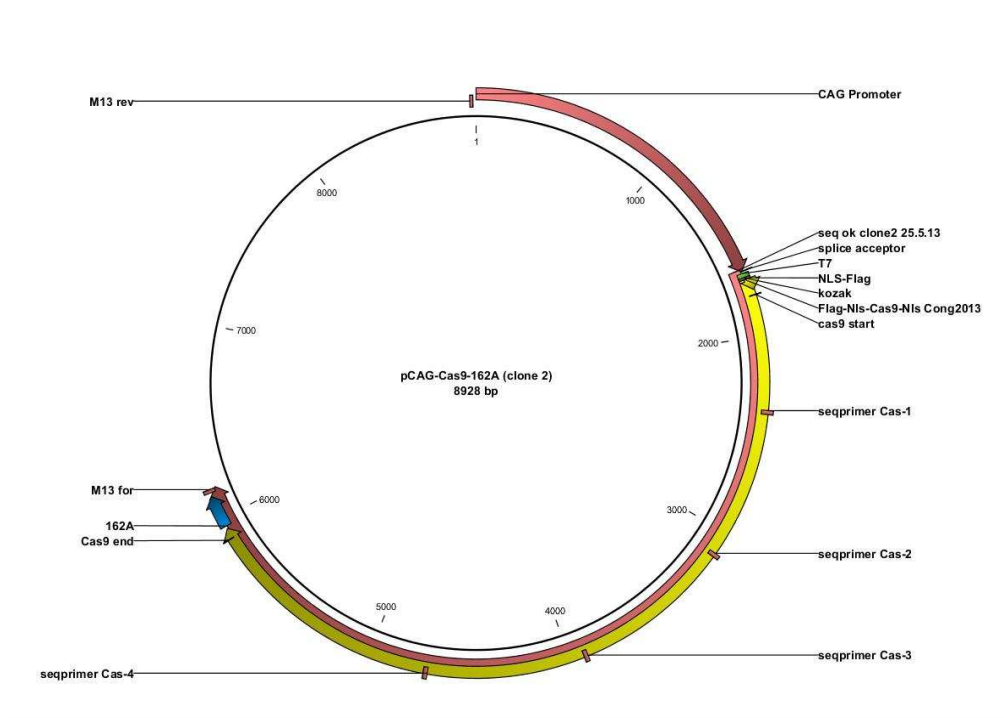 M13 rev
CAG Promoter
1
8000
1000
seq ok clone2 25.5.13
splice acceptor
T7
NLS-Flag
kozak
Flag-Nls-Cas9-Nls Cong2013
cas9 start
7000
2000
pCAG-Cas9-162A (clone 2)
8928 bp
seqprimer Cas-1
M13 for
6000
3000
162A
Cas9 end
seqprimer Cas-2
5000
4000
seqprimer Cas-3
seqprimer Cas-4